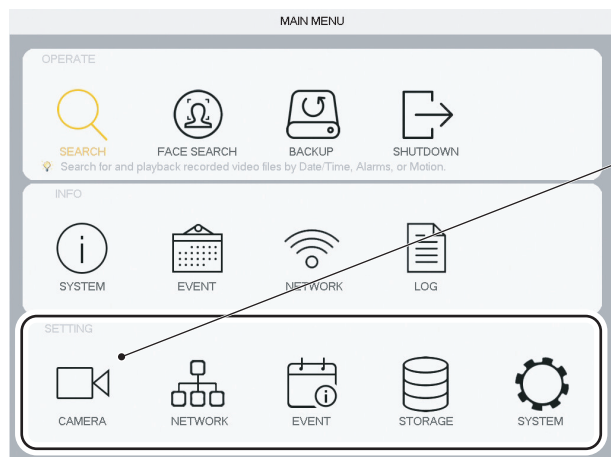 MAIN MENU
OPERATE
SEARCH FACE SEARCH BACKUP SHUTDOWN
Search for and playback recorded video files by Date/Time, Alarms, or Motion.
INFO
SYSTEM EVENT NETWORK LOG
SETTING
CAMERA NETWORK EVENT STORAGE SYSTEM